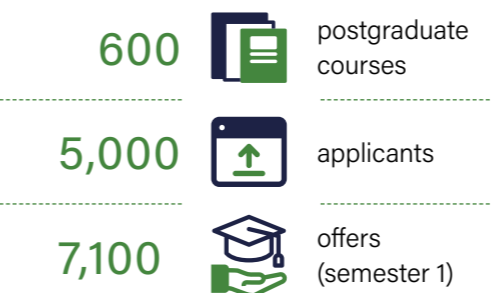 600
postgraduate
courses
5,000
applicants
7,100
offers
(semester 1)